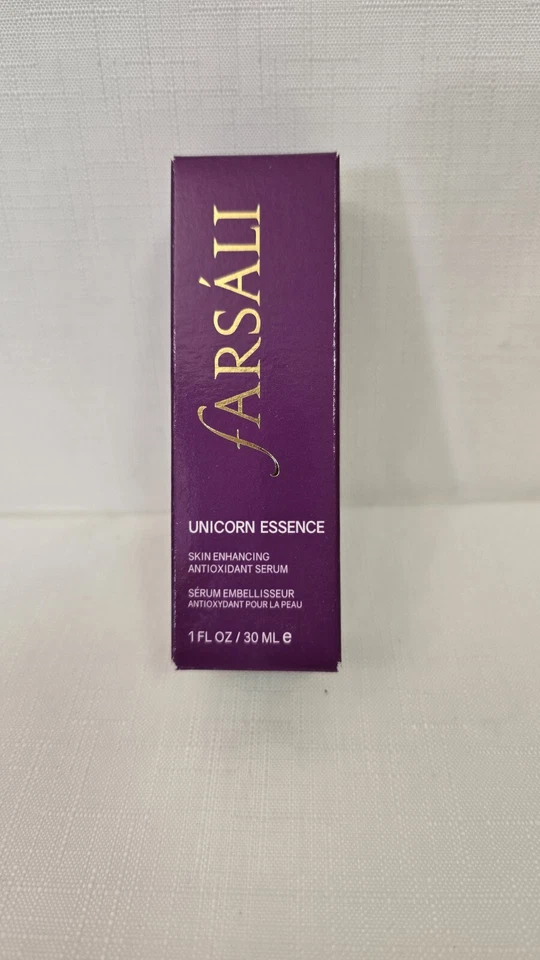 fARSÁLI
UNICORN ESSENCE
SKIN ENHANCING
ANTIOXIDANT SERUM
SÉRUM EMBELLISSEUR
ANTIOXYDANT POUR LA PEAU
1 FL OZ / 30 ML ℮